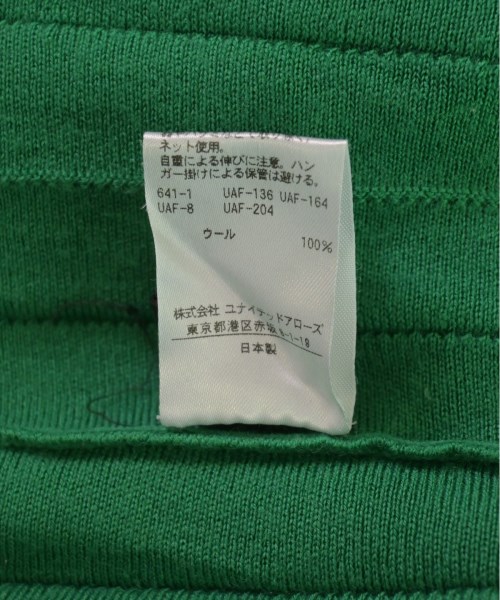 ネット使用。
自重による伸びに注意。ハン
ガー掛けによる保管は避ける。
641-1 UAF-136 UAF-164
UAF-8 UAF-204
ウール 100%
株式会社 ユナイテッドアローズ
東京都港区赤坂8-1-19
日本製